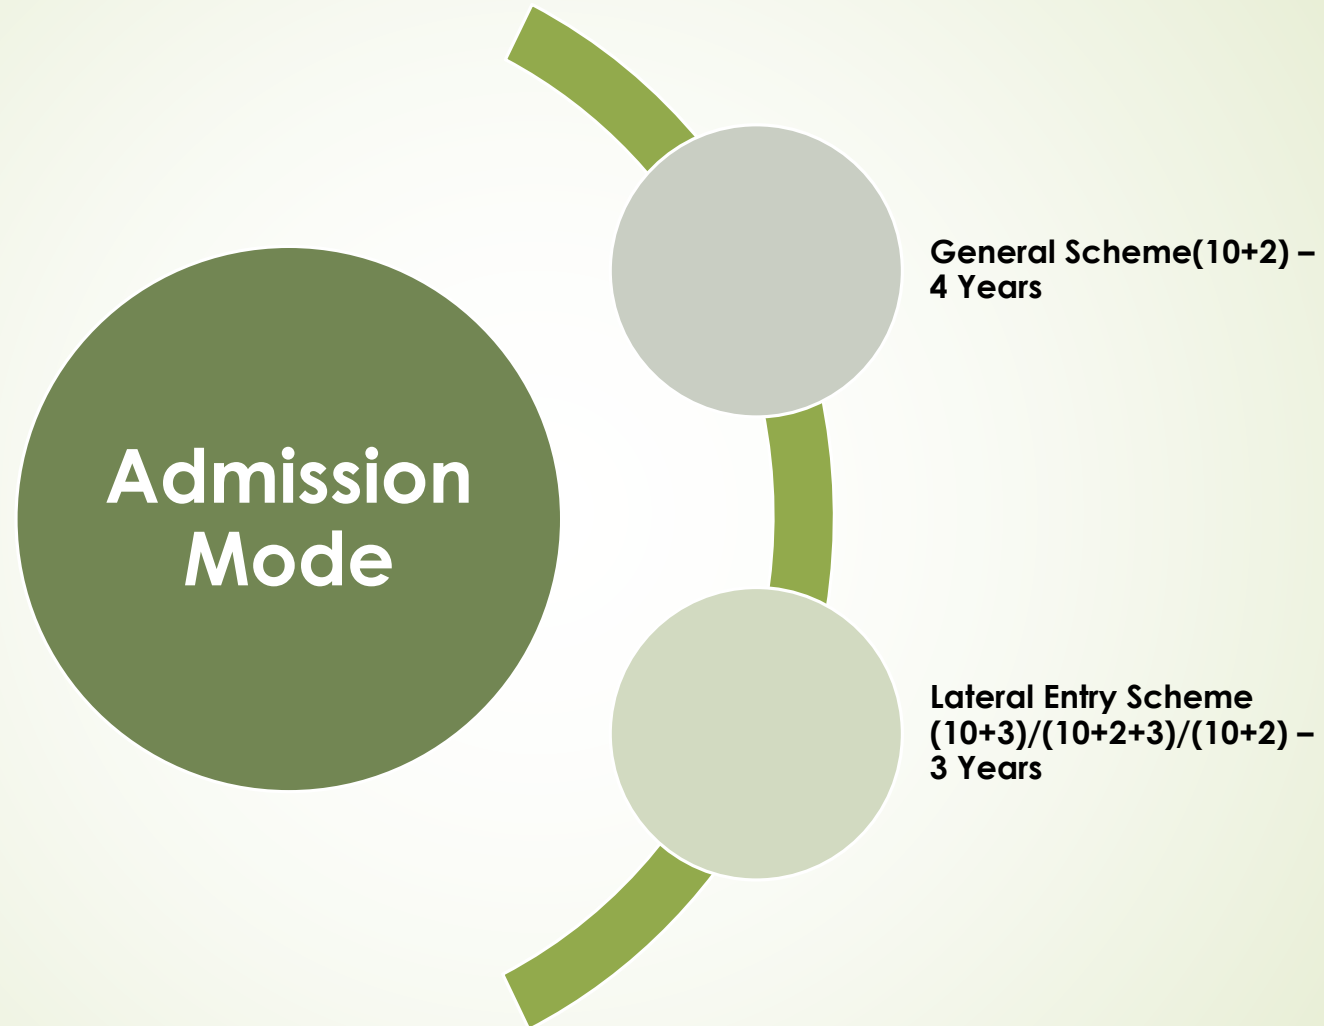 Admission
Mode
General Scheme(10+2) –
4 Years
Lateral Entry Scheme
(10+3)/(10+2+3)/(10+2) –
3 Years